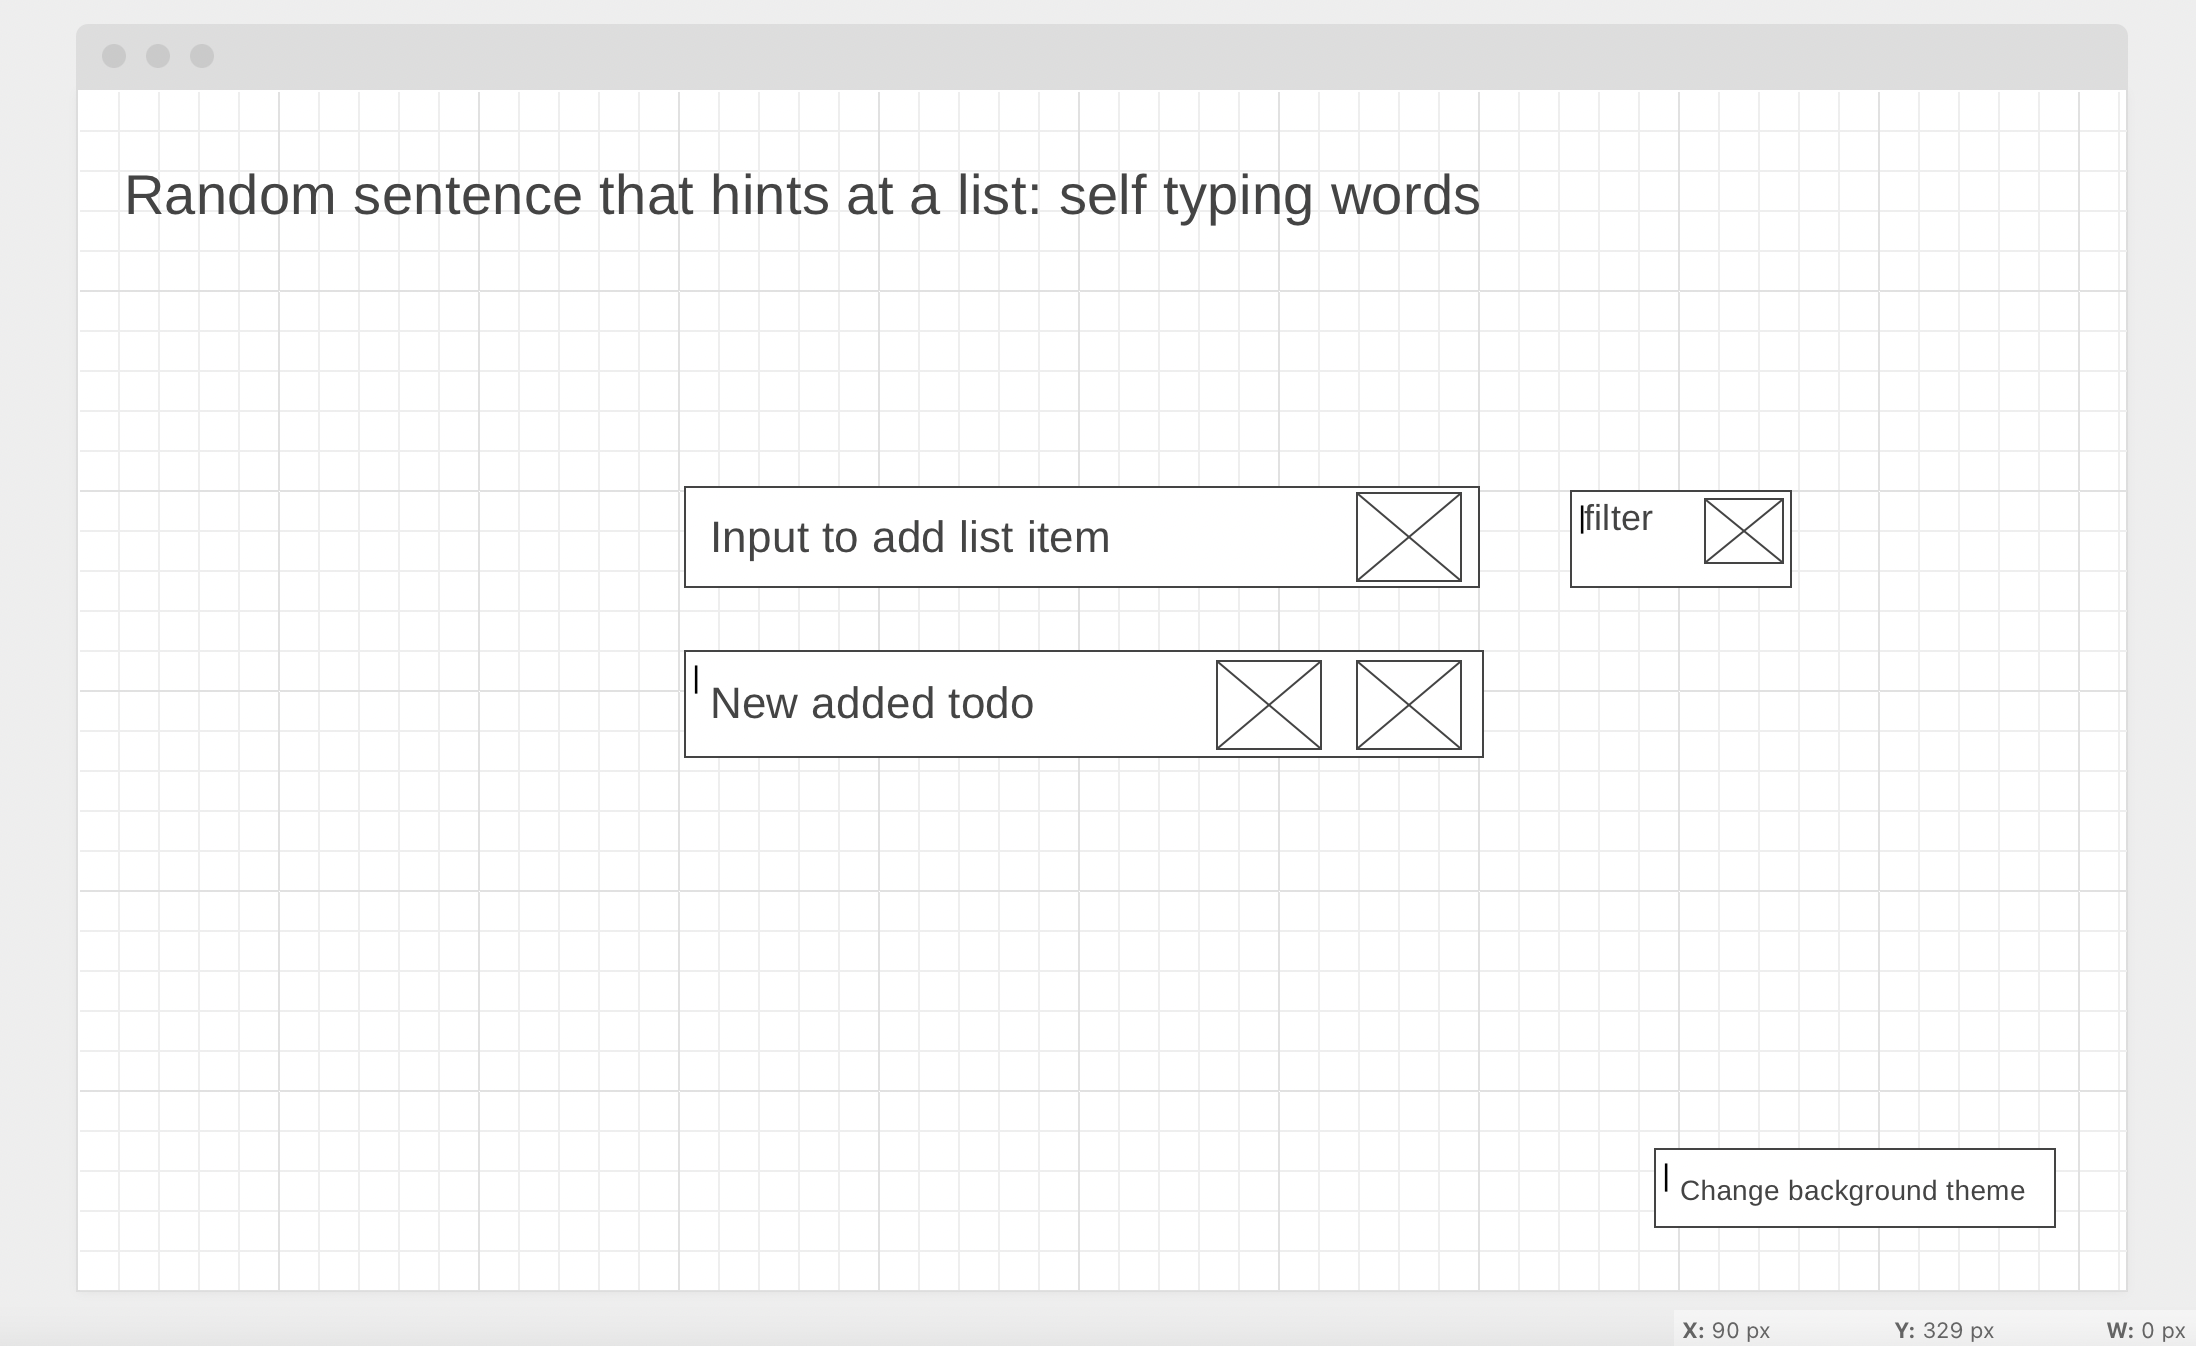 Random sentence that hints at a list: self typing words
Input to add list item
filter
New added todo
Change background theme
X: 90 px Y: 329 px W: 0 px